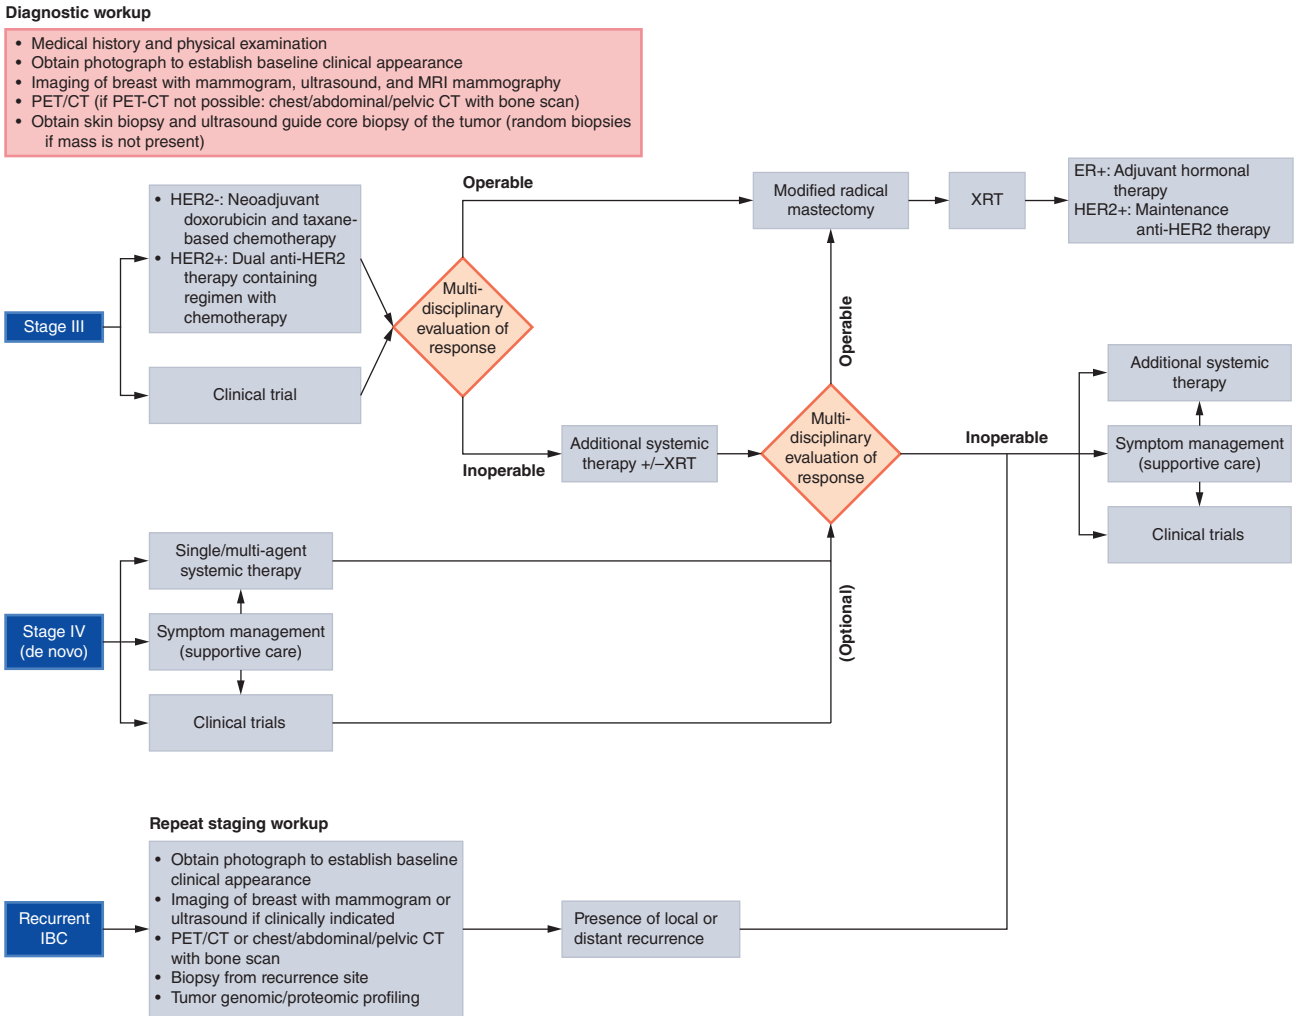 Diagnostic workup
• Medical history and physical examination
• Obtain photograph to establish baseline clinical appearance
• Imaging of breast with mammogram, ultrasound, and MRI mammography
• PET/CT (if PET-CT not possible: chest/abdominal/pelvic CT with bone scan)
• Obtain skin biopsy and ultrasound guide core biopsy of the tumor (random biopsies
if mass is not present)
Stage III
• HER2-: Neoadjuvant
doxorubicin and taxane-
based chemotherapy
• HER2+: Dual anti-HER2
therapy containing
regimen with
chemotherapy
Clinical trial
Multi-
disciplinary
evaluation of
response
Operable
Modified radical
mastectomy
XRT
ER+: Adjuvant hormonal
therapy
HER2+: Maintenance
anti-HER2 therapy
Inoperable
Additional systemic
therapy +/–XRT
Multi-
disciplinary
evaluation of
response
Operable
Inoperable
Additional systemic
therapy
Symptom management
(supportive care)
Clinical trials
Stage IV
(de novo)
Single/multi-agent
systemic therapy
Symptom management
(supportive care)
Clinical trials
(Optional)
Repeat staging workup
Recurrent
IBC
• Obtain photograph to establish baseline
clinical appearance
• Imaging of breast with mammogram or
ultrasound if clinically indicated
• PET/CT or chest/abdominal/pelvic CT
with bone scan
• Biopsy from recurrence site
• Tumor genomic/proteomic profiling
Presence of local or
distant recurrence